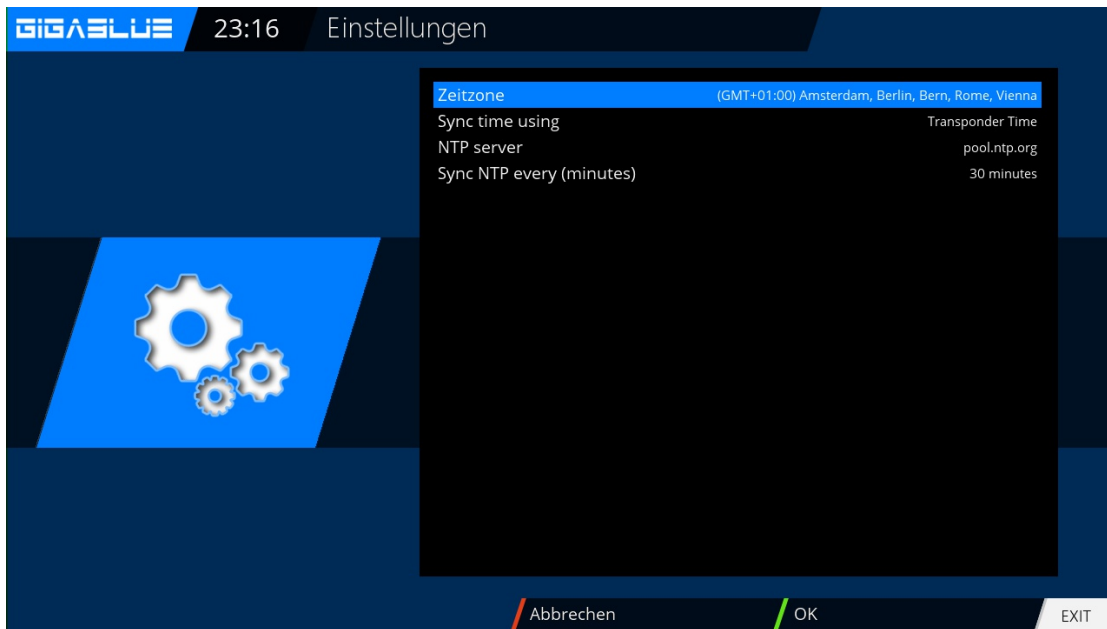 GIGABLUE 23:16 Einstellungen
Zeitzone (GMT+01:00) Amsterdam, Berlin, Bern, Rome, Vienna
Sync time using Transponder Time
NTP server pool.ntp.org
Sync NTP every (minutes) 30 minutes
Abbrechen OK EXIT